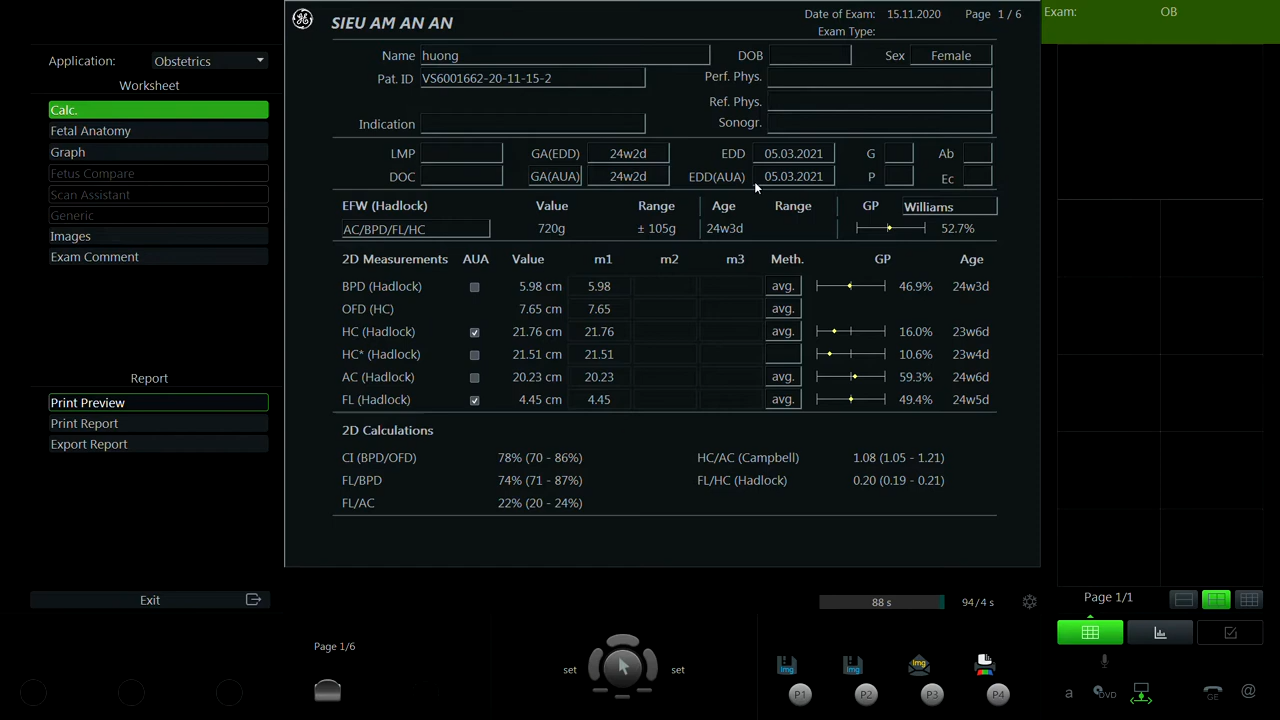 SIEU AM AN AN
Date of Exam: 15.11.2020 Page 1 / 6
Exam Type:
Exam: OB
Application: Obstetrics
Worksheet
Calc.
Fetal Anatomy
Graph
Fetus Compare
Scan Assistant
Generic
Images
Exam Comment
Report
Print Preview
Print Report
Export Report
Exit
Name huong DOB Sex Female
Pat. ID VS6001662-20-11-15-2 Perf. Phys.
Ref. Phys.
Indication Sonogr.
LMP GA(EDD) 24w2d EDD 05.03.2021 G Ab
DOC GA(AUA) 24w2d EDD(AUA) 05.03.2021 P Ec
EFW (Hadlock) Value Range Age Range GP Williams
AC/BPD/FL/HC 720g ± 105g 24w3d 52.7%
2D Measurements AUA Value m1 m2 m3 Meth. GP Age
BPD (Hadlock) 5.98 cm 5.98 avg. 46.9% 24w3d
OFD (HC) 7.65 cm 7.65 avg.
HC (Hadlock) 21.76 cm 21.76 avg. 16.0% 23w6d
HC* (Hadlock) 21.51 cm 21.51 10.6% 23w4d
AC (Hadlock) 20.23 cm 20.23 avg. 59.3% 24w6d
FL (Hadlock) 4.45 cm 4.45 avg. 49.4% 24w5d
2D Calculations
CI (BPD/OFD) 78% (70 - 86%) HC/AC (Campbell) 1.08 (1.05 - 1.21)
FL/BPD 74% (71 - 87%) FL/HC (Hadlock) 0.20 (0.19 - 0.21)
FL/AC 22% (20 - 24%)
88 s 94/4 s
Page 1/1
Page 1/6
set set
Img Img Img
P1 P2 P3 P4
a DVD GE @